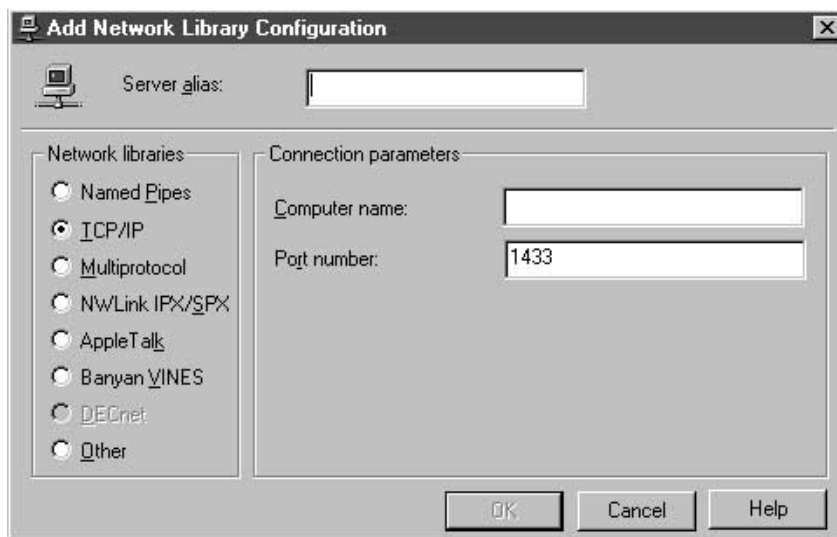 Add Network Library Configuration
Server alias:
Network libraries
Named Pipes
TCP/IP
Multiprotocol
NWLink IPX/SPX
AppleTalk
Banyan VINES
DECnet
Other
Connection parameters
Computer name:
Port number: 1433
OK Cancel Help